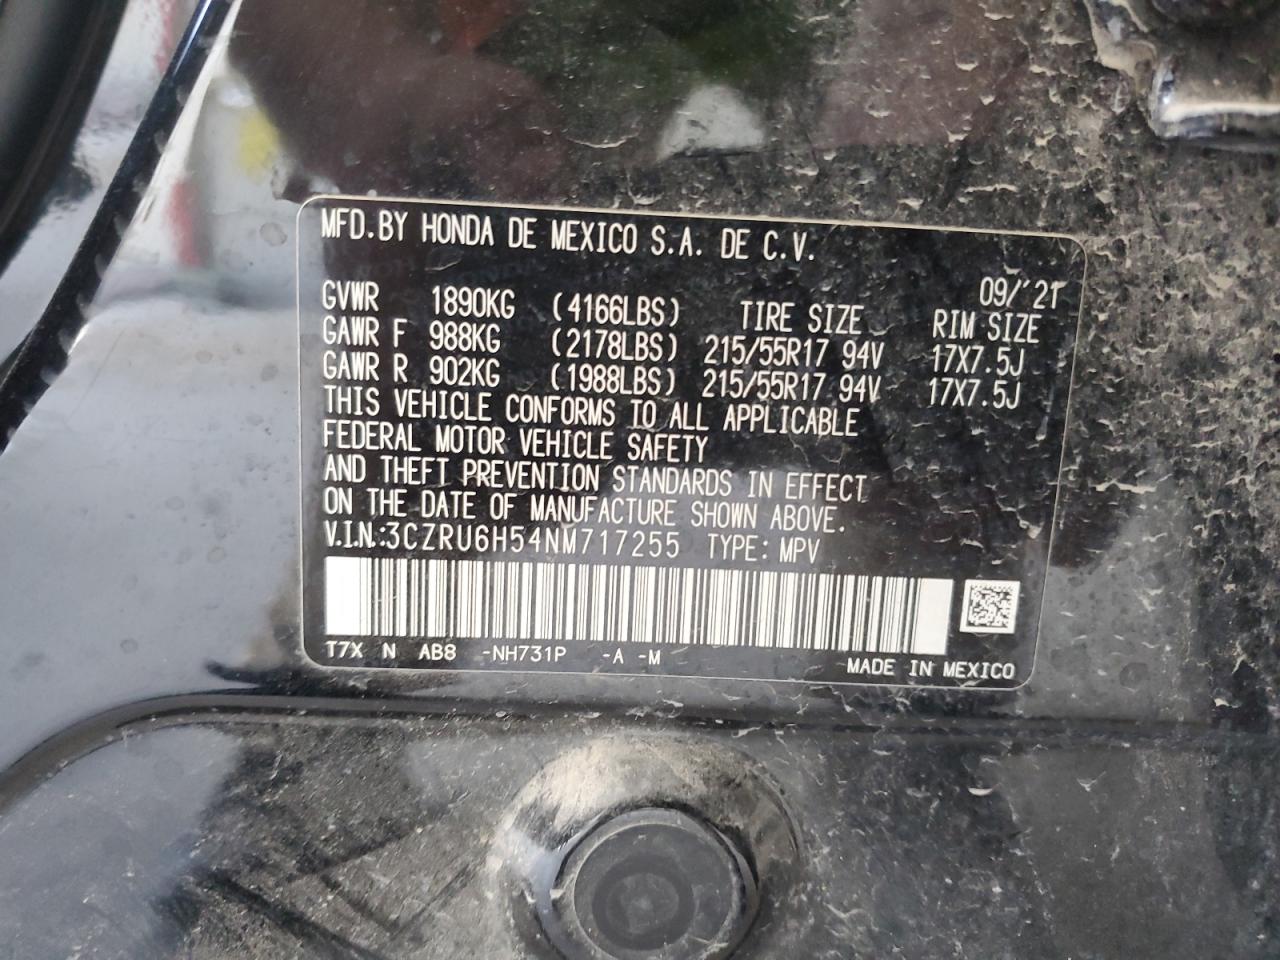 MFD.BY HONDA DE MEXICO S.A. DE C.V.
09/'21
GVWR 1890KG (4166LBS) TIRE SIZE RIM SIZE
GAWR F 988KG (2178LBS) 215/55R17 94V 17X7.5J
GAWR R 902KG (1988LBS) 215/55R17 94V 17X7.5J
THIS VEHICLE CONFORMS TO ALL APPLICABLE
FEDERAL MOTOR VEHICLE SAFETY
AND THEFT PREVENTION STANDARDS IN EFFECT
ON THE DATE OF MANUFACTURE SHOWN ABOVE.
V.I.N.:3CZRU6H54NM717255 TYPE: MPV
T7X N AB8 -NH731P -A -M
MADE IN MEXICO